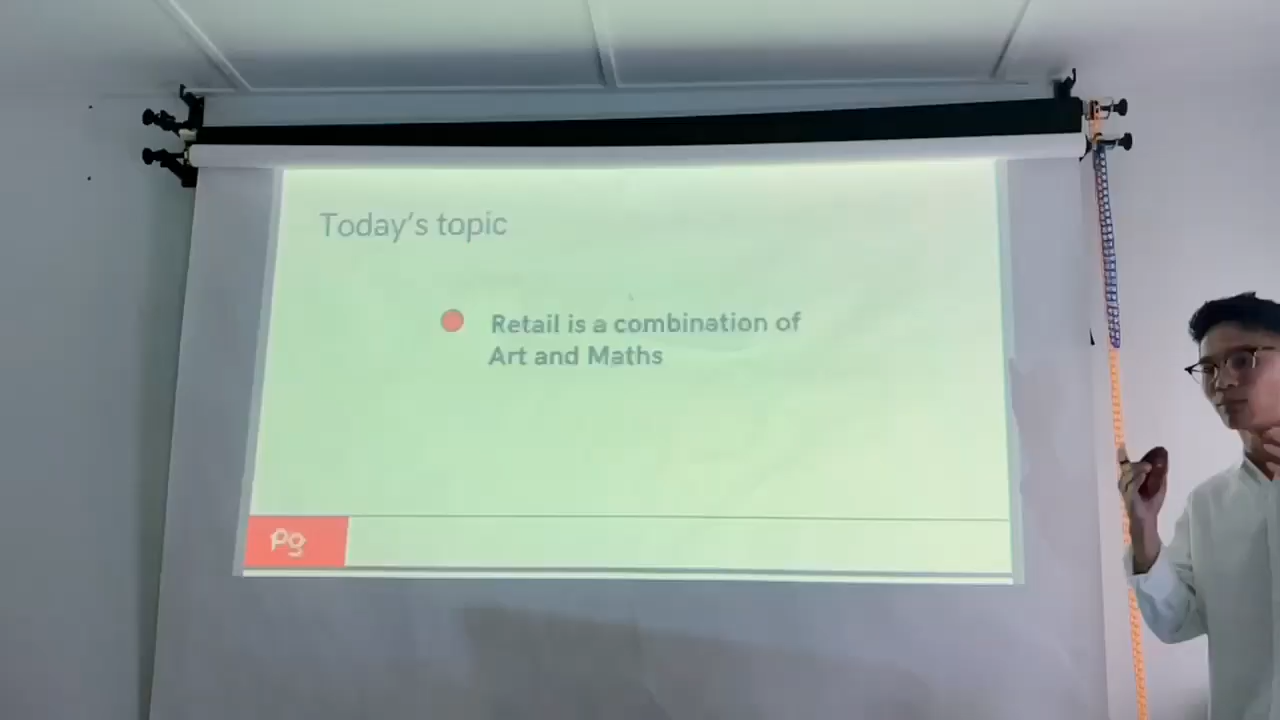 Today's topic
Retail is a combination of
Art and Maths
Pg